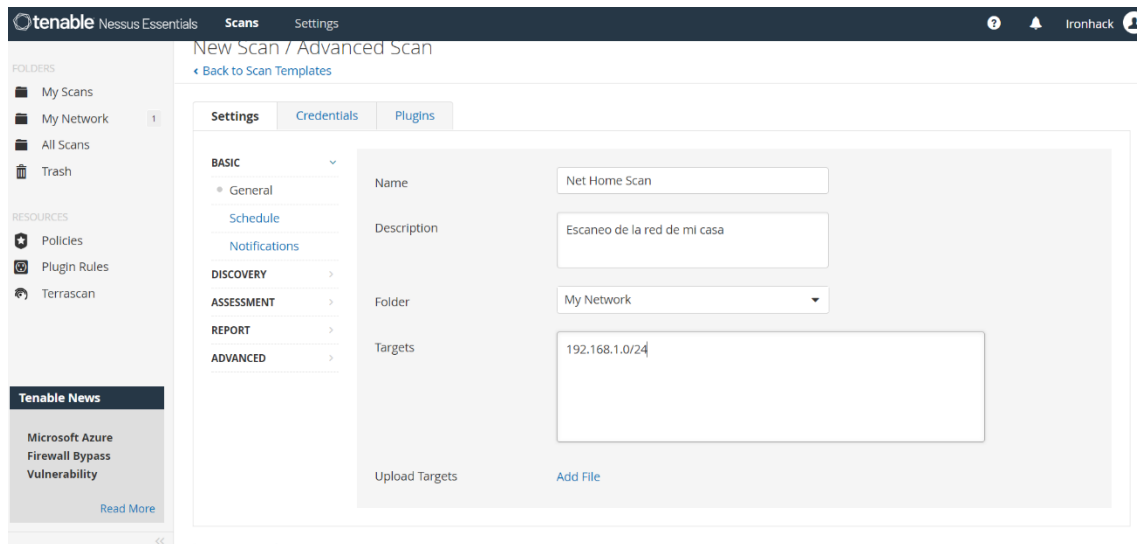 tenable Nessus Essentials Scans Settings Ironhack
New Scan / Advanced Scan
Back to Scan Templates
FOLDERS
My Scans
My Network 1
All Scans
Trash
RESOURCES
Policies
Plugin Rules
Terrascan
Tenable News
Microsoft Azure
Firewall Bypass
Vulnerability
Read More
Settings Credentials Plugins
BASIC
General
Schedule
Notifications
DISCOVERY
ASSESSMENT
REPORT
ADVANCED
Name Net Home Scan
Description Escaneo de la red de mi casa
Folder My Network
Targets 192.168.1.0/24
Upload Targets Add File